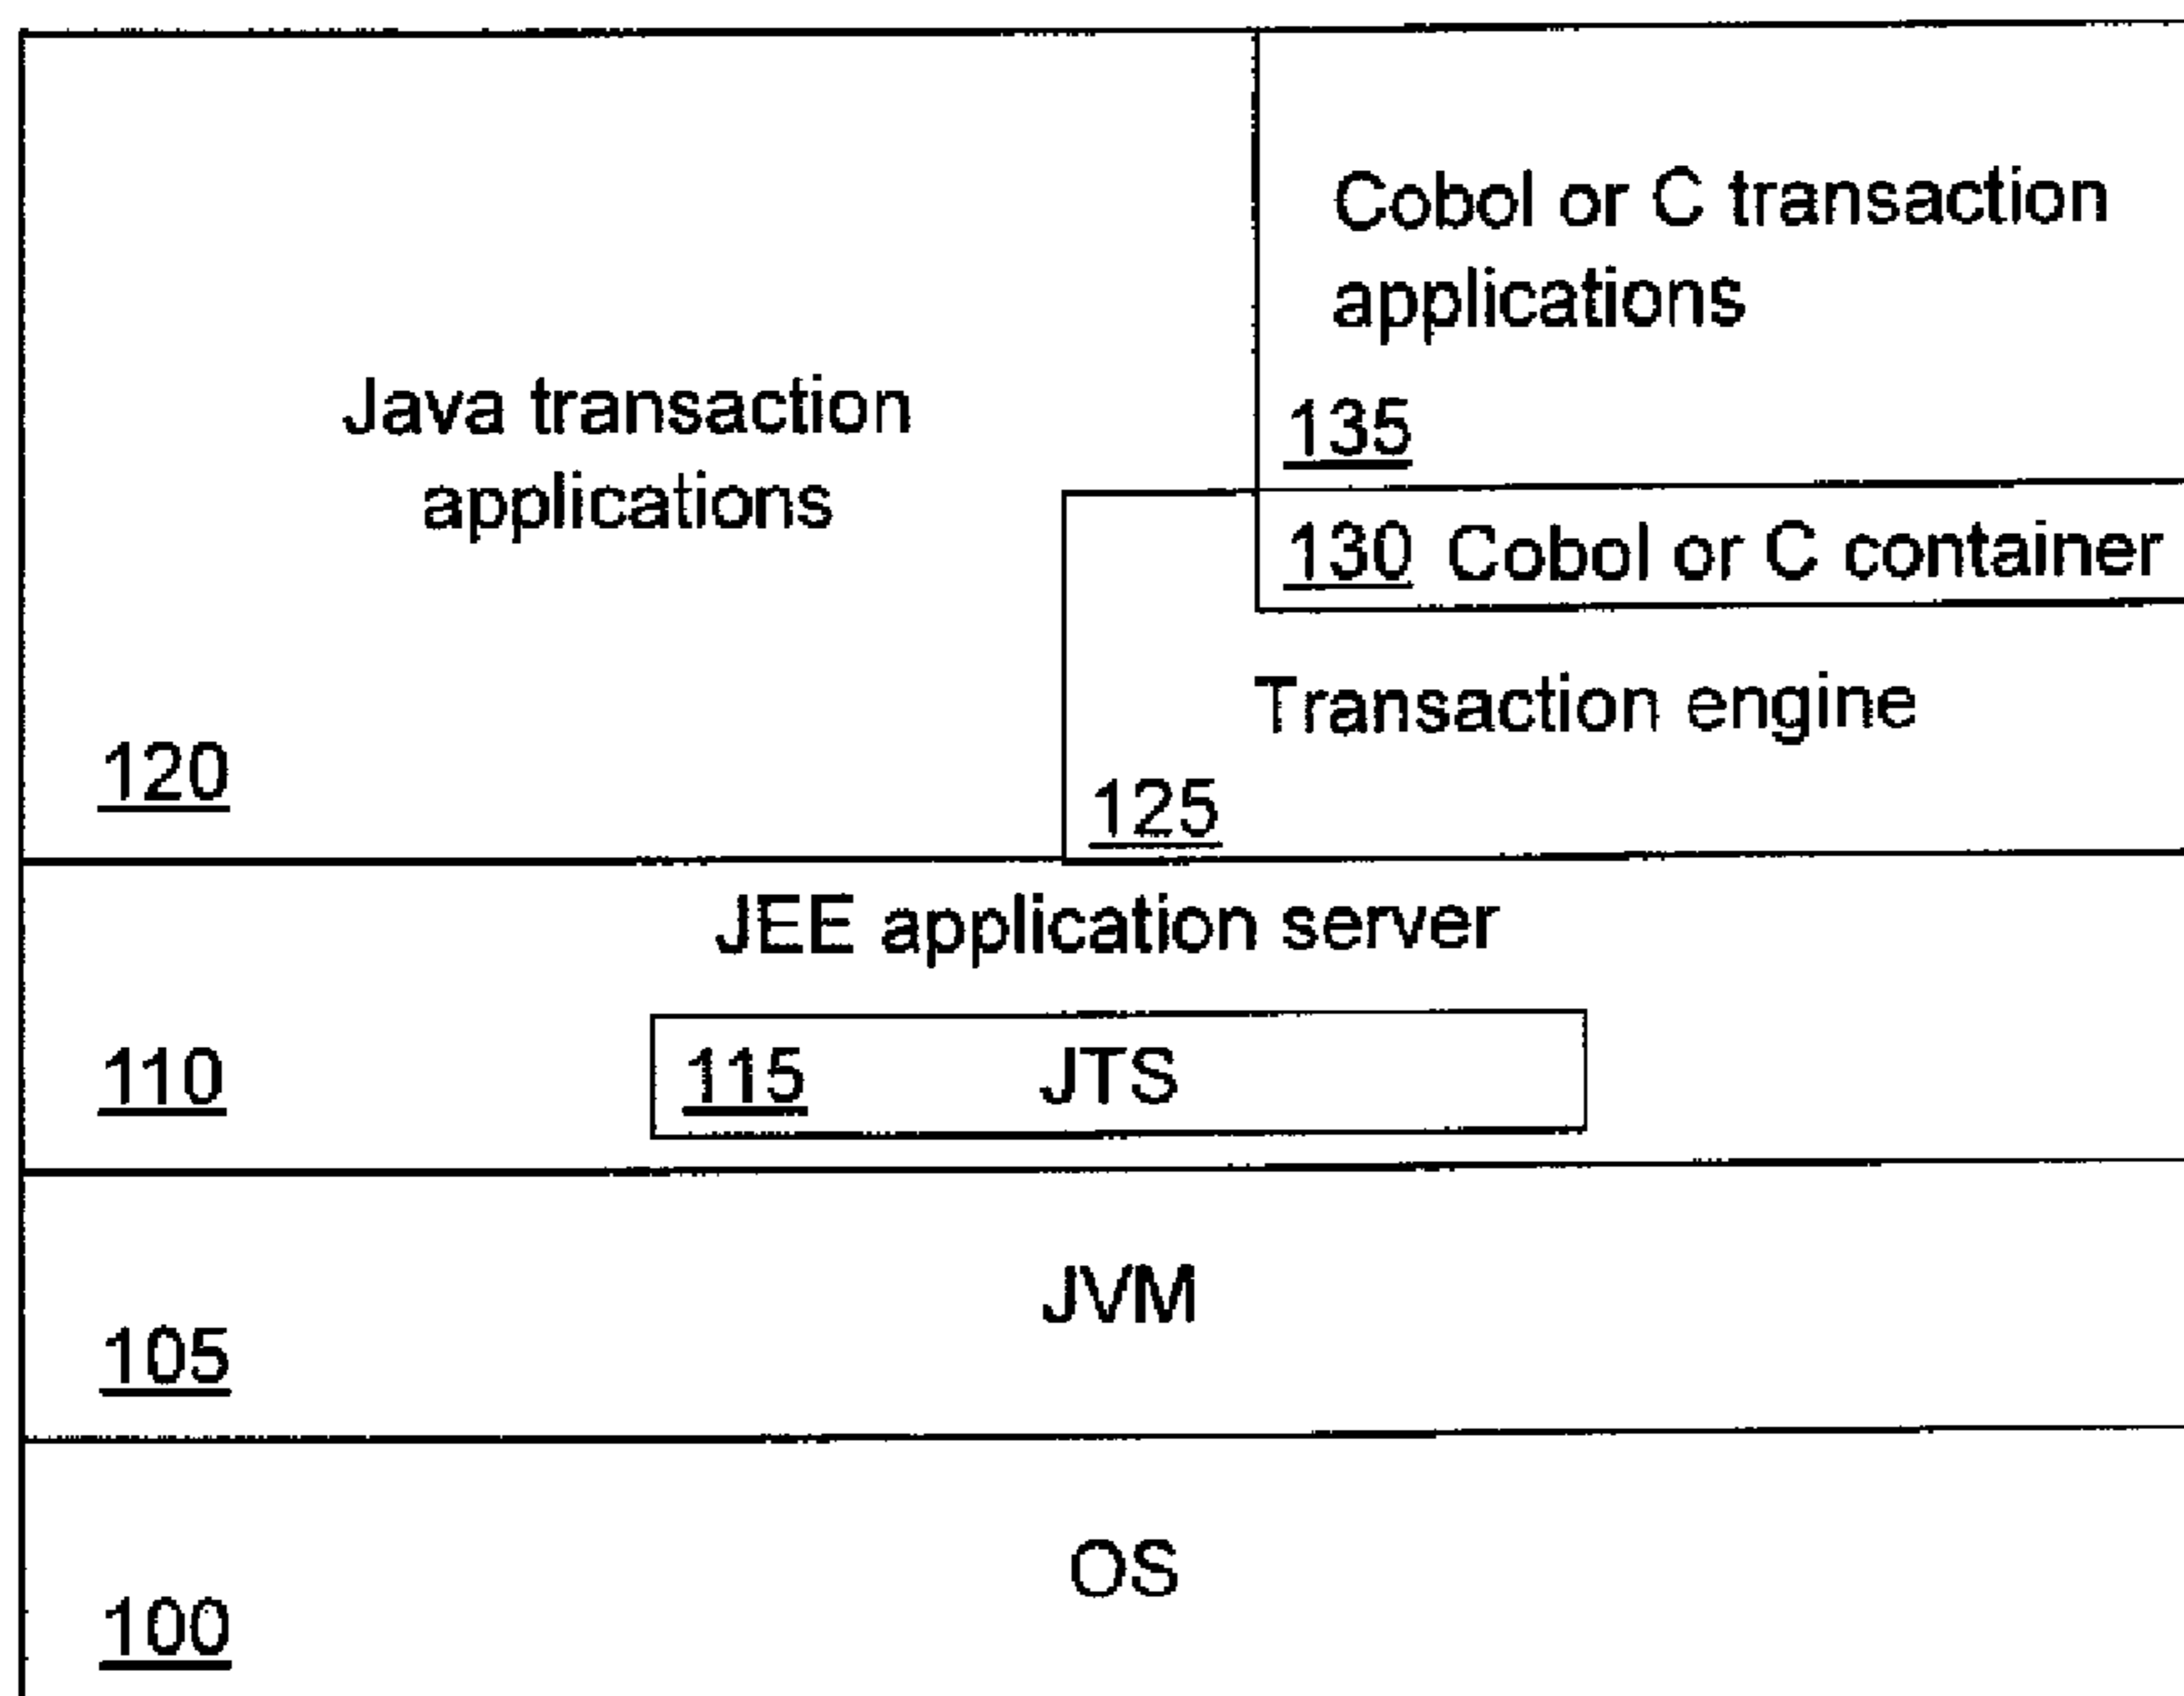 Java transaction
applications
120
Cobol or C transaction
applications
135
130 Cobol or C container
Transaction engine
125
JEE application server
110
115 JTS
JVM
105
OS
100